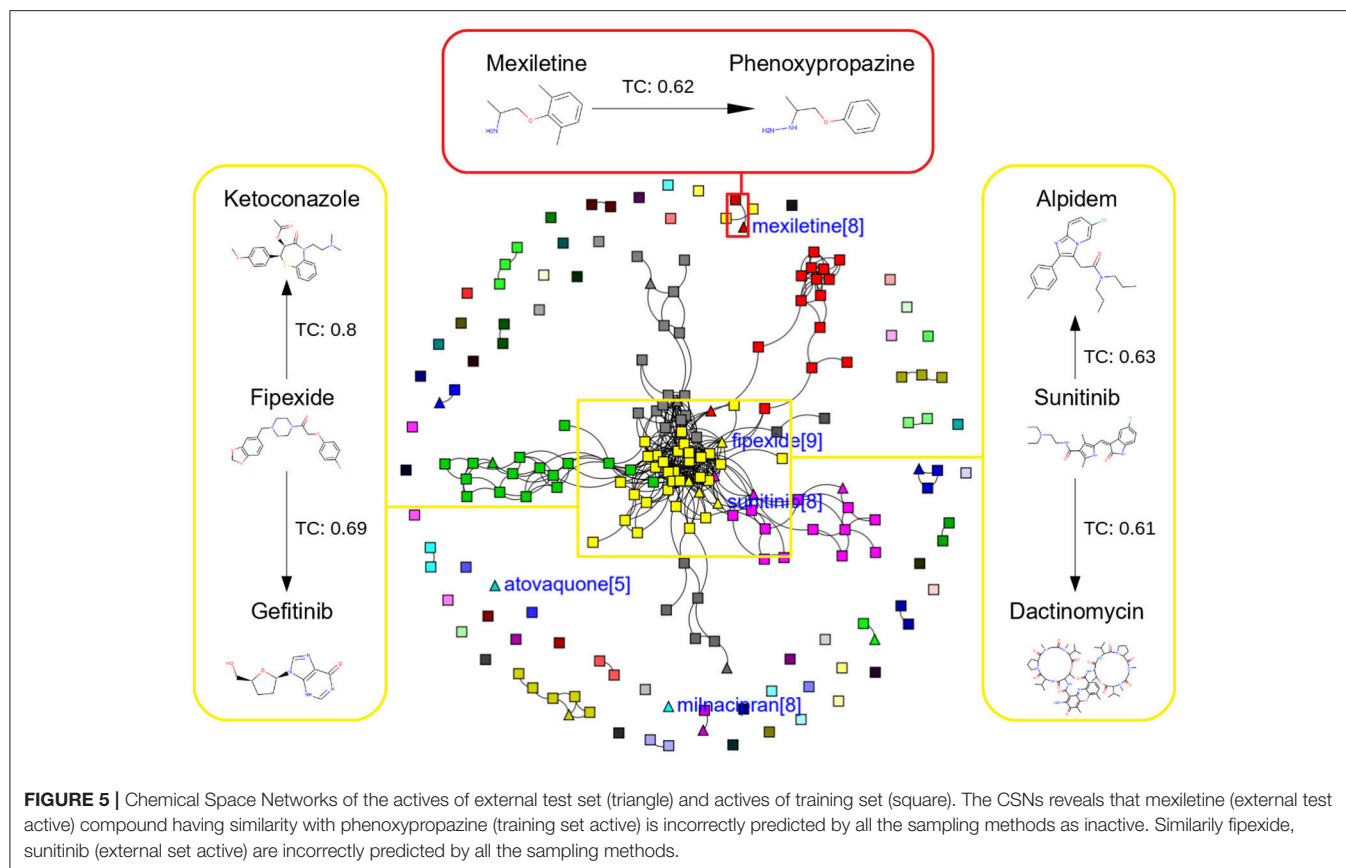 Mexiletine
Phenoxypropazine
TC: 0.62
Ketoconazole
TC: 0.8
Fipexide
TC: 0.69
Gefitinib
mexiletine[8]
fipexide[9]
sunitinib[8]
atovaquone[5]
milnacipran[8]
Alpidem
TC: 0.63
Sunitinib
TC: 0.61
Dactinomycin
FIGURE 5 | Chemical Space Networks of the actives of external test set (triangle) and actives of training set (square). The CSNs reveals that mexiletine (external test
active) compound having similarity with phenoxypropazine (training set active) is incorrectly predicted by all the sampling methods as inactive. Similarily fipexide,
sunitinib (external set active) are incorrectly predicted by all the sampling methods.